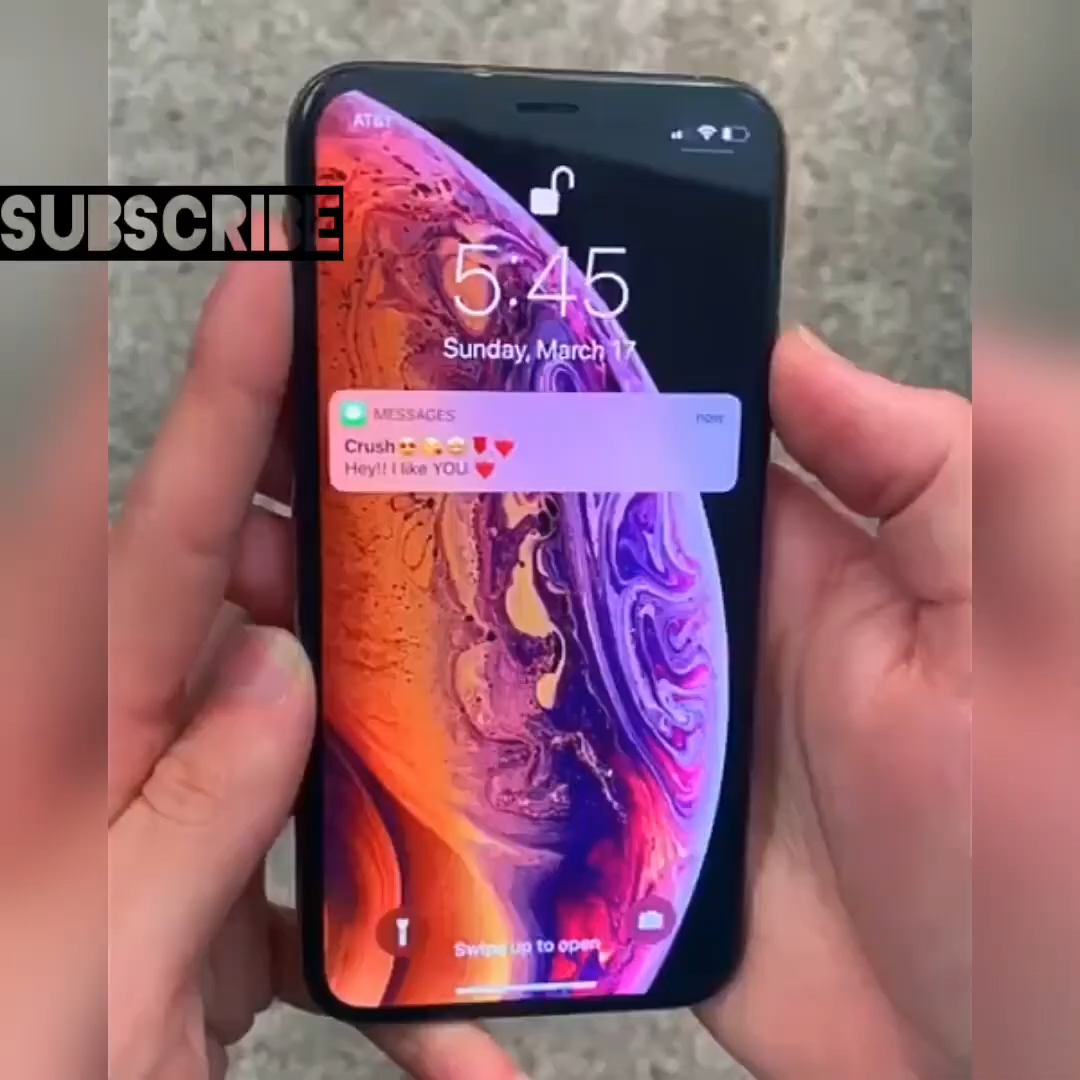 AT&T
SUBSCRIBE
5:45
Sunday, March 17
MESSAGES now
Crush😍😘🤩🌹❤️
Hey!! I like YOU ❤️
Swipe up to open